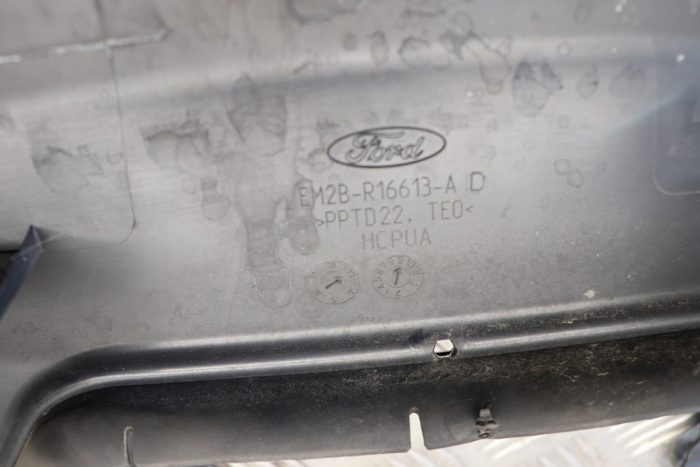 Ford
EM2B-R16613-A D
>PPTD22. TEO<
HCPUA